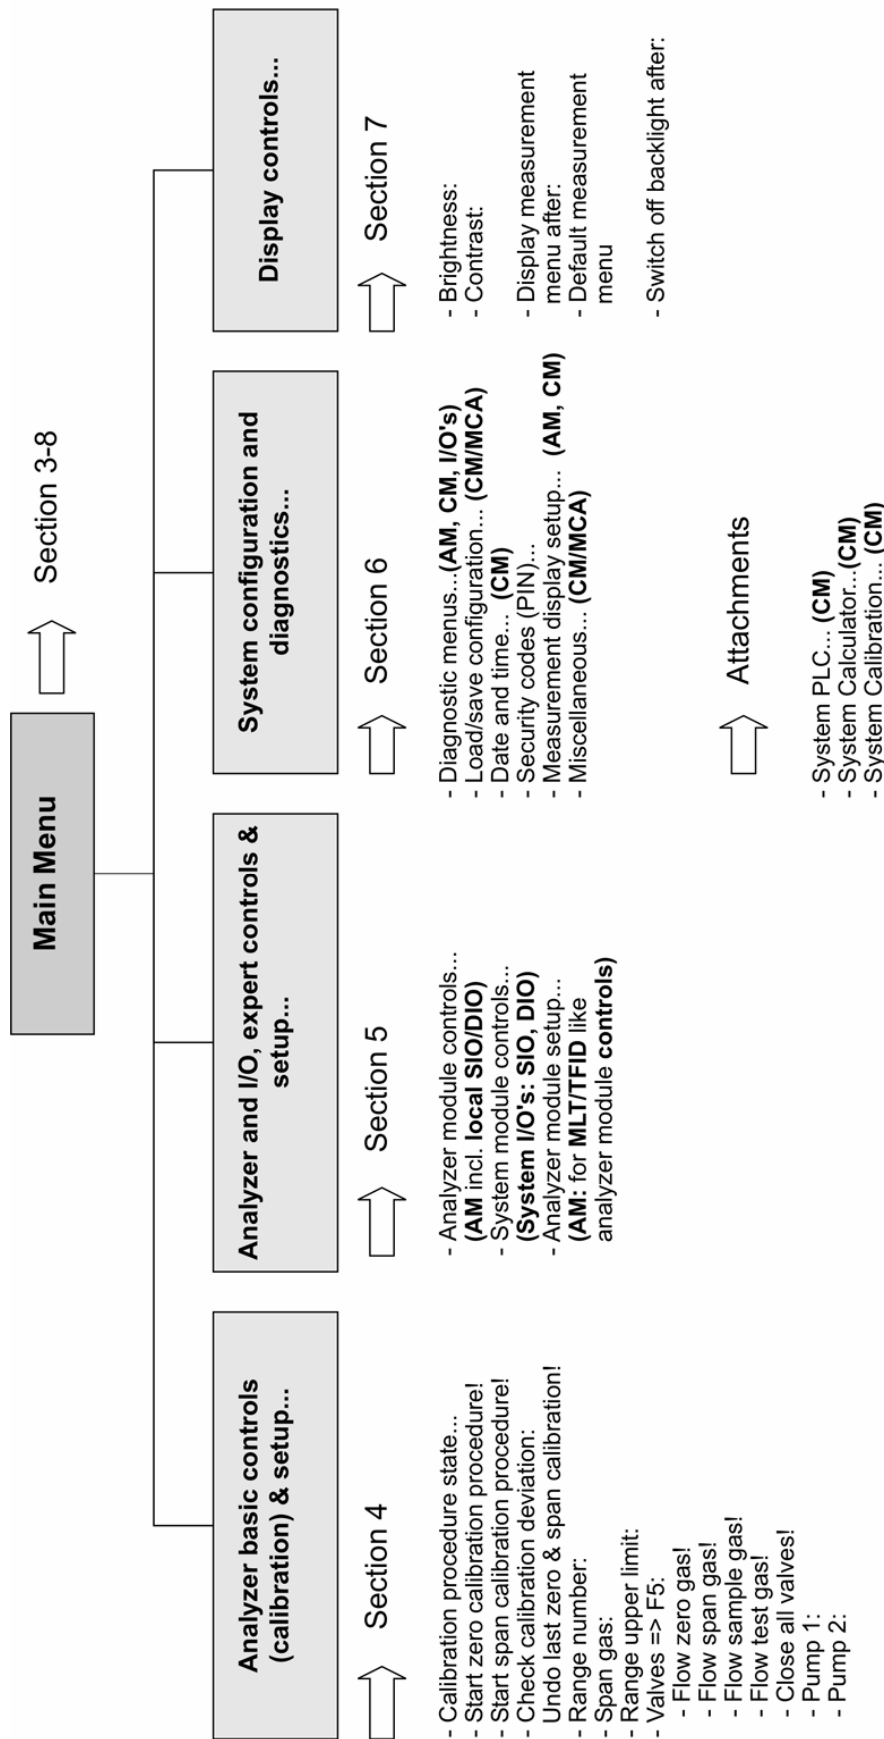 Main Menu
Section 3-8
Analyzer basic controls
(calibration) & setup...
Section 4
- Calibration procedure state...
- Start zero calibration procedure!
- Start span calibration procedure!
- Check calibration deviation:
Undo last zero & span calibration!
- Range number:
- Span gas:
- Range upper limit:
- Valves => F5:
- Flow zero gas!
- Flow span gas!
- Flow sample gas!
- Flow test gas!
- Close all valves!
- Pump 1:
- Pump 2:
Analyzer and I/O, expert controls &
setup...
Section 5
- Analyzer module controls...
(AM incl. local SIO/DIO)
- System module controls...
(System I/O's: SIO, DIO)
- Analyzer module setup...
(AM: for MLT/TFID like
analyzer module controls)
System configuration and
diagnostics...
Section 6
- Diagnostic menus...(AM, CM, I/O's)
- Load/save configuration... (CM/MCA)
- Date and time... (CM)
- Security codes (PIN)...
- Measurement display setup... (AM, CM)
- Miscellaneous... (CM/MCA)
Attachments
- System PLC... (CM)
- System Calculator...(CM)
- System Calibration... (CM)
Display controls...
Section 7
- Brightness:
- Contrast:
- Display measurement
menu after:
- Default measurement
menu
- Switch off backlight after: